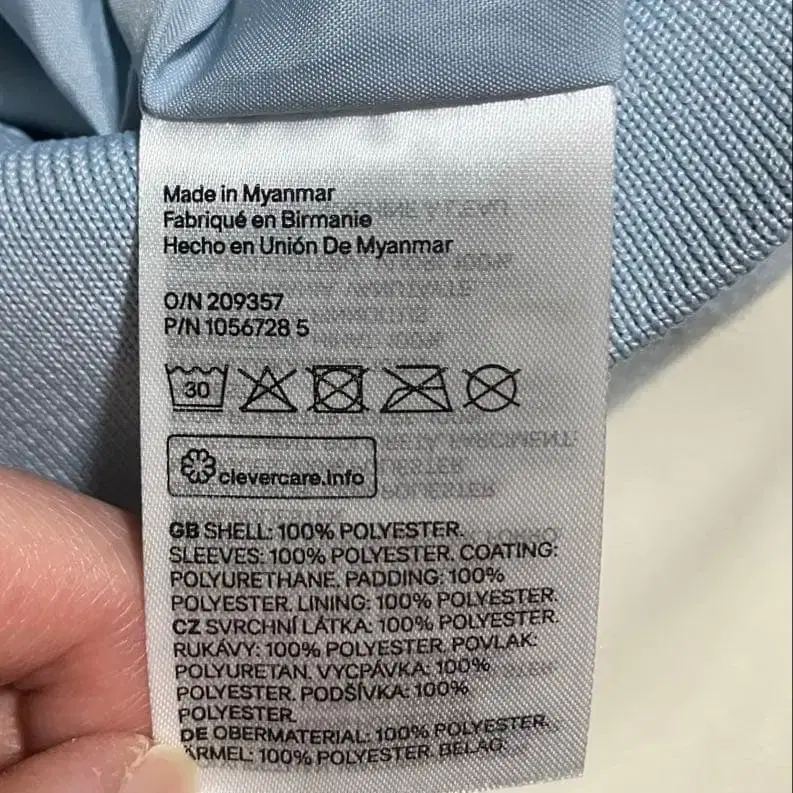 Made in Myanmar
Fabriqué en Birmanie
Hecho en Unión De Myanmar
O/N 209357
P/N 1056728 5
30
clevercare.info
GB SHELL: 100% POLYESTER.
SLEEVES: 100% POLYESTER. COATING:
POLYURETHANE. PADDING: 100%
POLYESTER. LINING: 100% POLYESTER.
CZ SVRCHNÍ LÁTKA: 100% POLYESTER.
RUKÁVY: 100% POLYESTER. POVLAK:
POLYURETAN. VYCPÁVKA: 100%
POLYESTER. PODŠÍVKA: 100%
POLYESTER.
DE OBERMATERIAL: 100% POLYESTER.
ÄRMEL: 100% POLYESTER. BELAG: